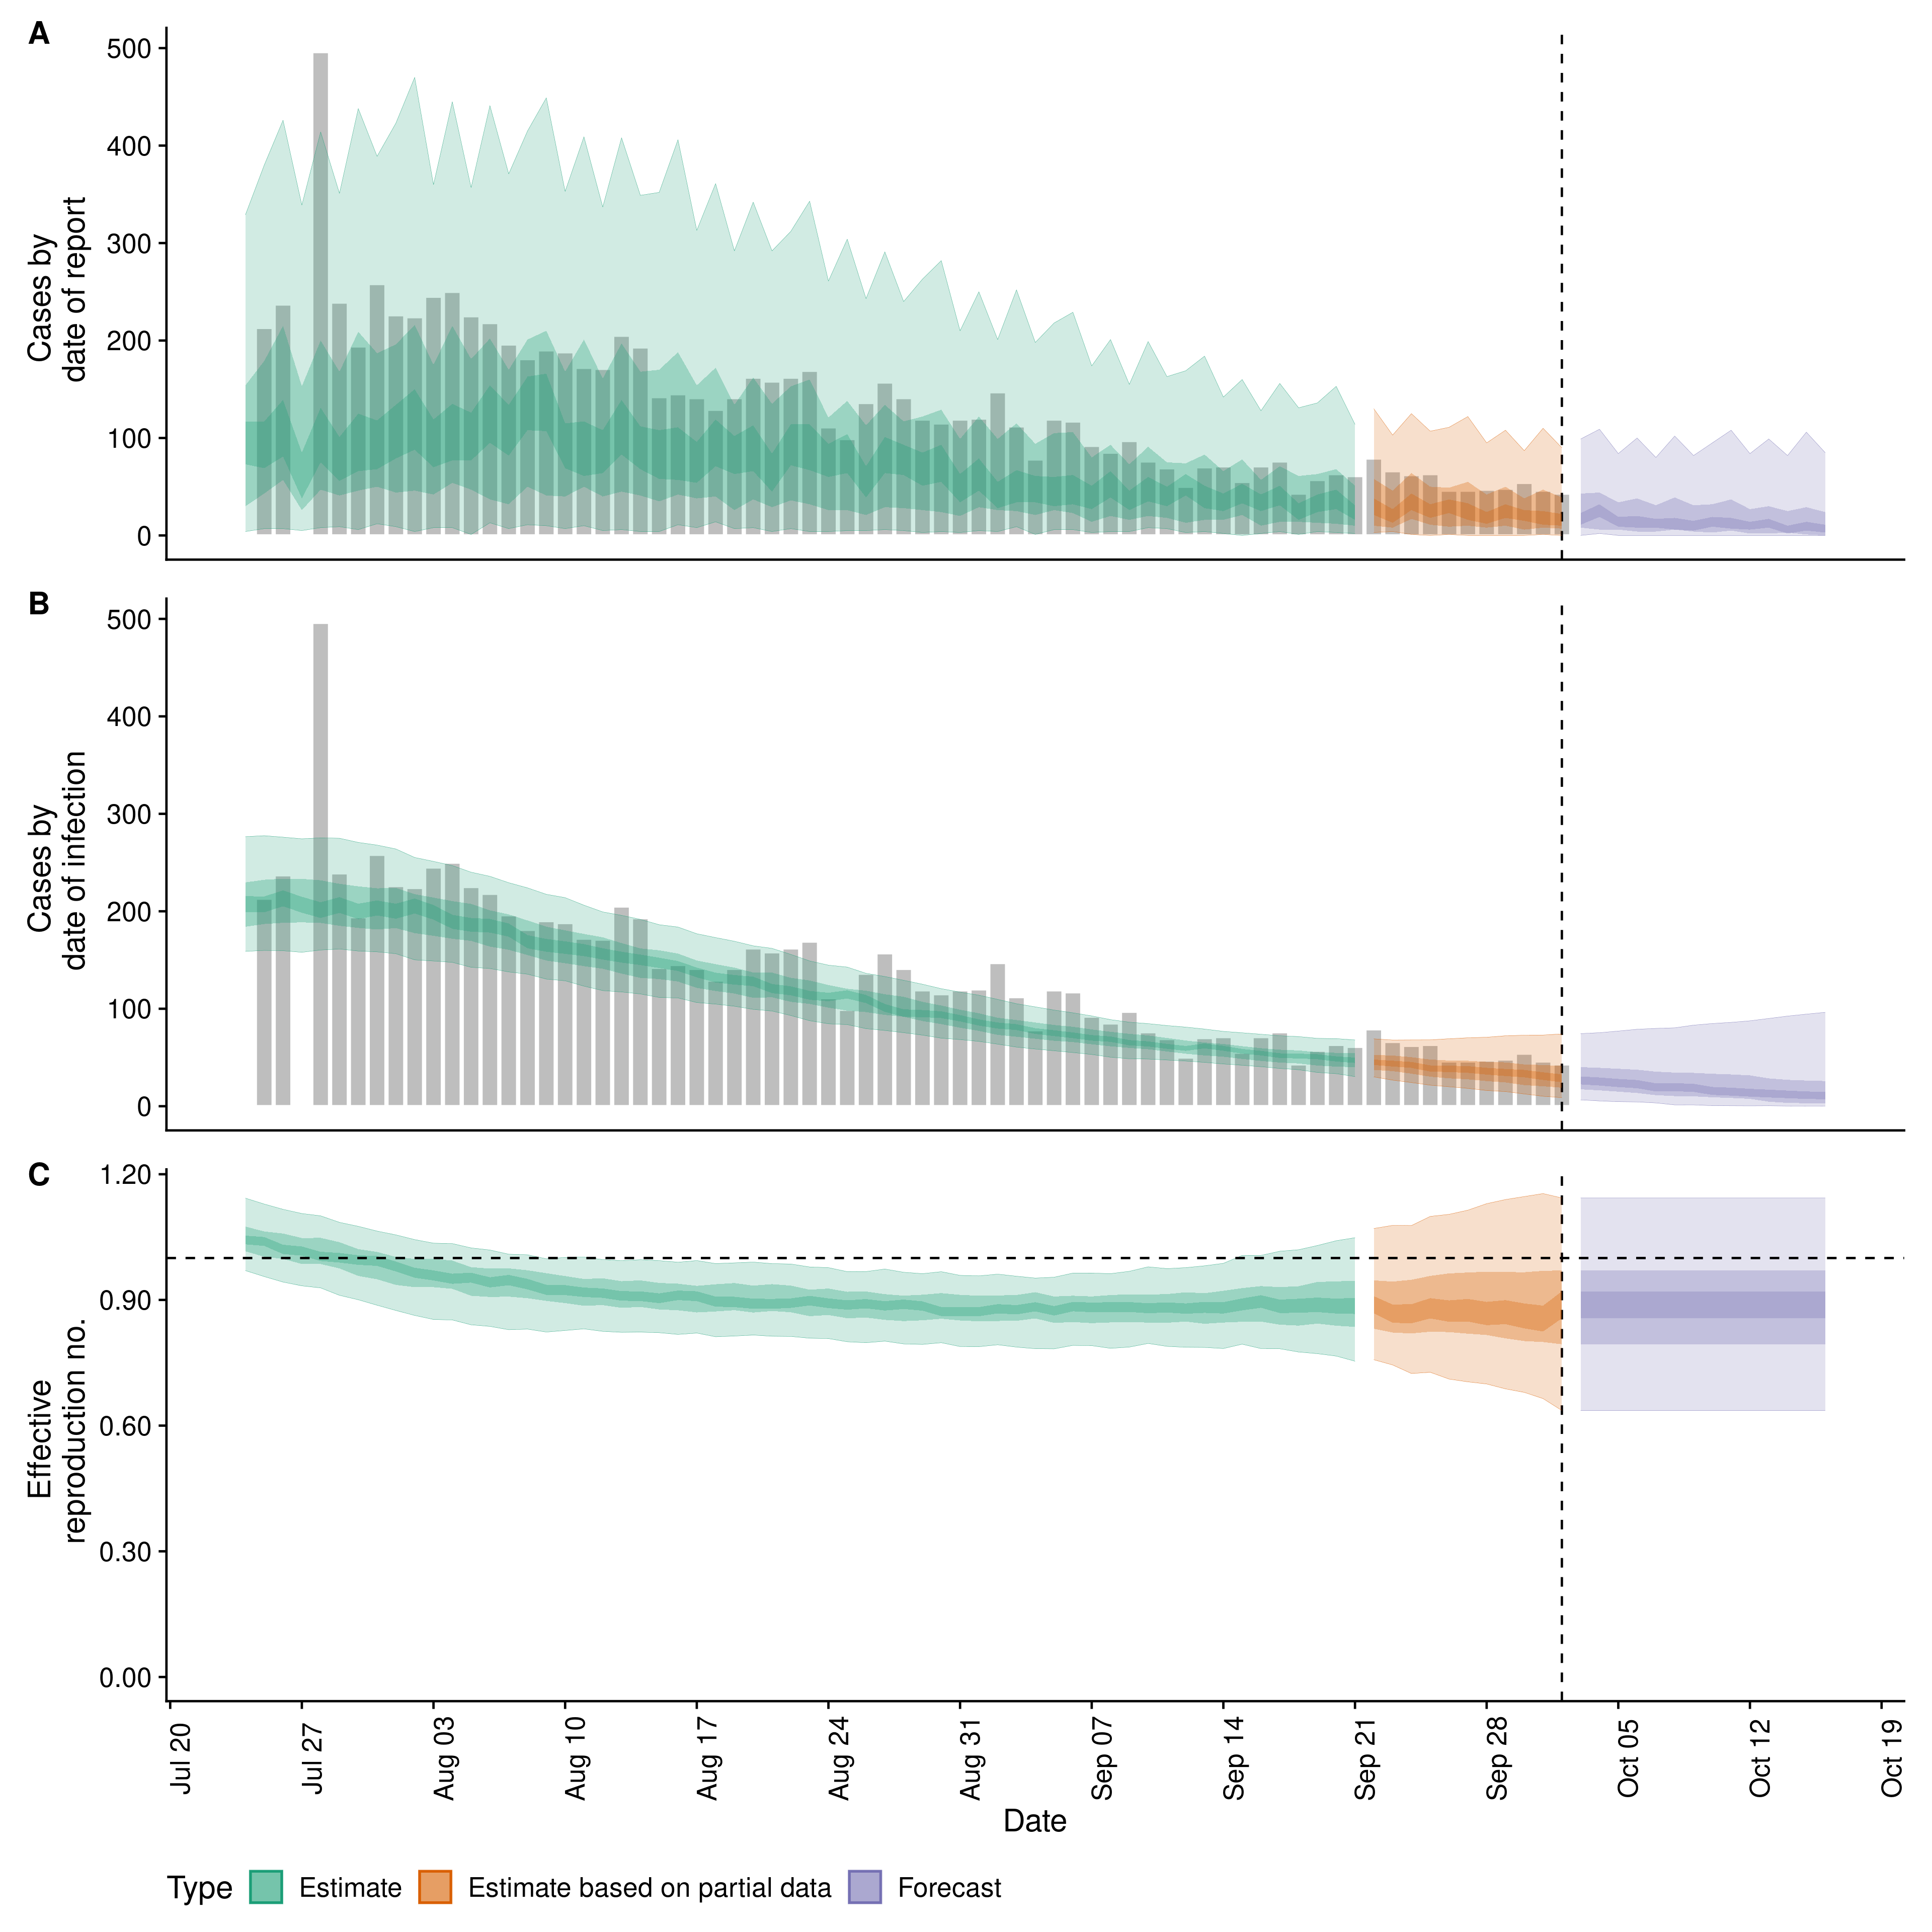 A
500
400
300
200
100
0
Cases by
date of report
B
500
400
300
200
100
0
Cases by
date of infection
C
1.20
0.90
0.60
0.30
0.00
Effective
reproduction no.
Jul 20
Jul 27
Aug 03
Aug 10
Aug 17
Aug 24
Aug 31
Sep 07
Sep 14
Sep 21
Sep 28
Oct 05
Oct 12
Oct 19
Date
Type Estimate Estimate based on partial data Forecast